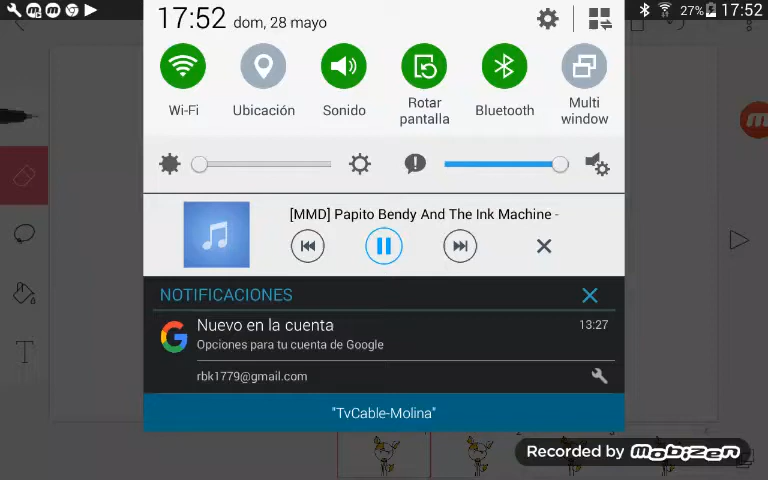 17:52 dom, 28 mayo
27% 17:52
Wi-Fi
Ubicación
Sonido
Rotar
pantalla
Bluetooth
Multi
window
[MMD] Papito Bendy And The Ink Machine -
NOTIFICACIONES
Nuevo en la cuenta
13:27
Opciones para tu cuenta de Google
rbk1779@gmail.com
"TvCable-Molina"
T
Recorded by Mobizen